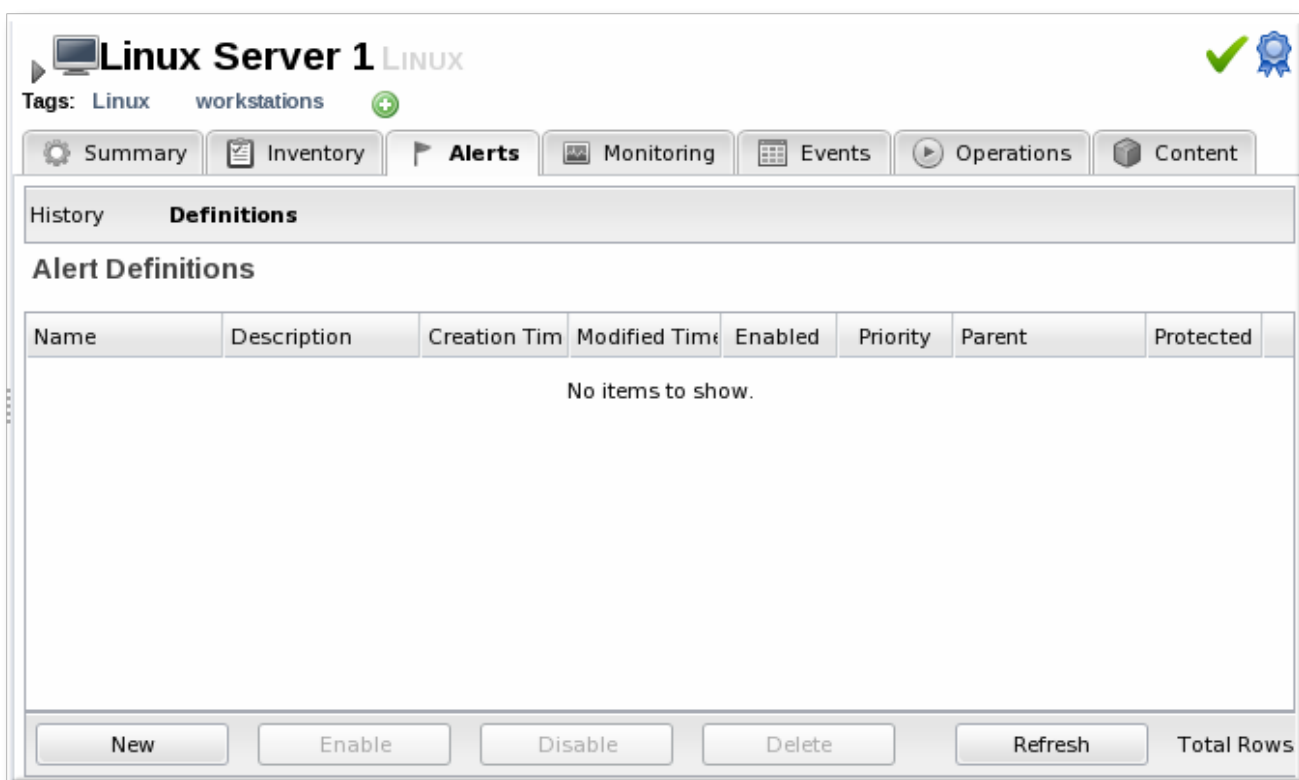 Linux Server 1 LINUX
Tags: Linux workstations
Summary Inventory Alerts Monitoring Events Operations Content
History Definitions
Alert Definitions
Name Description Creation Tim Modified Time Enabled Priority Parent Protected
No items to show.
New Enable Disable Delete Refresh Total Rows